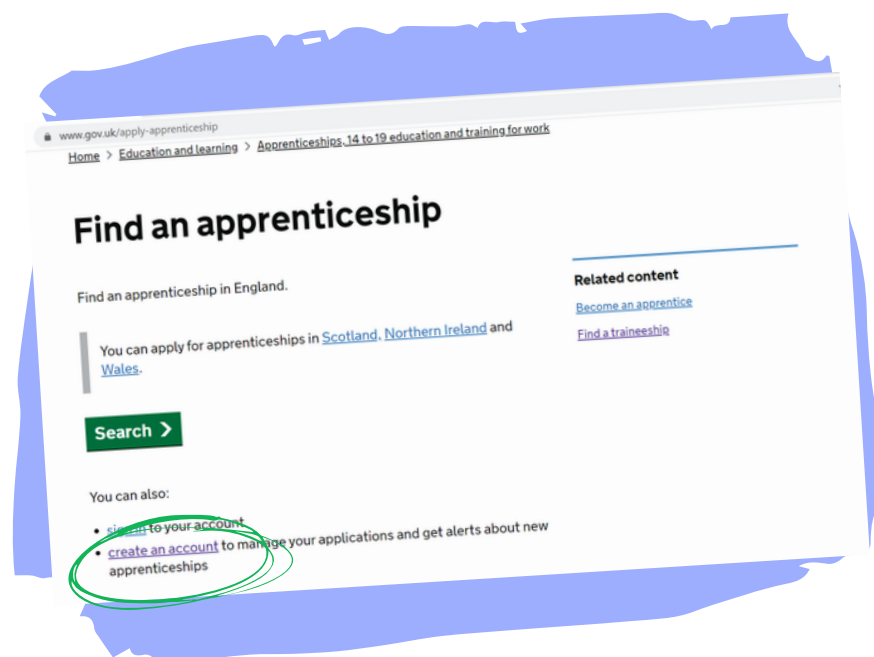 www.gov.uk/apply-apprenticeship
Home > Education and learning > Apprenticeships, 14 to 19 education and training for work
Find an apprenticeship
Find an apprenticeship in England.
You can apply for apprenticeships in Scotland, Northern Ireland and
Wales.
Search >
You can also:
• sign in to your account
• create an account to manage your applications and get alerts about new
apprenticeships
Related content
Become an apprentice
Find a traineeship